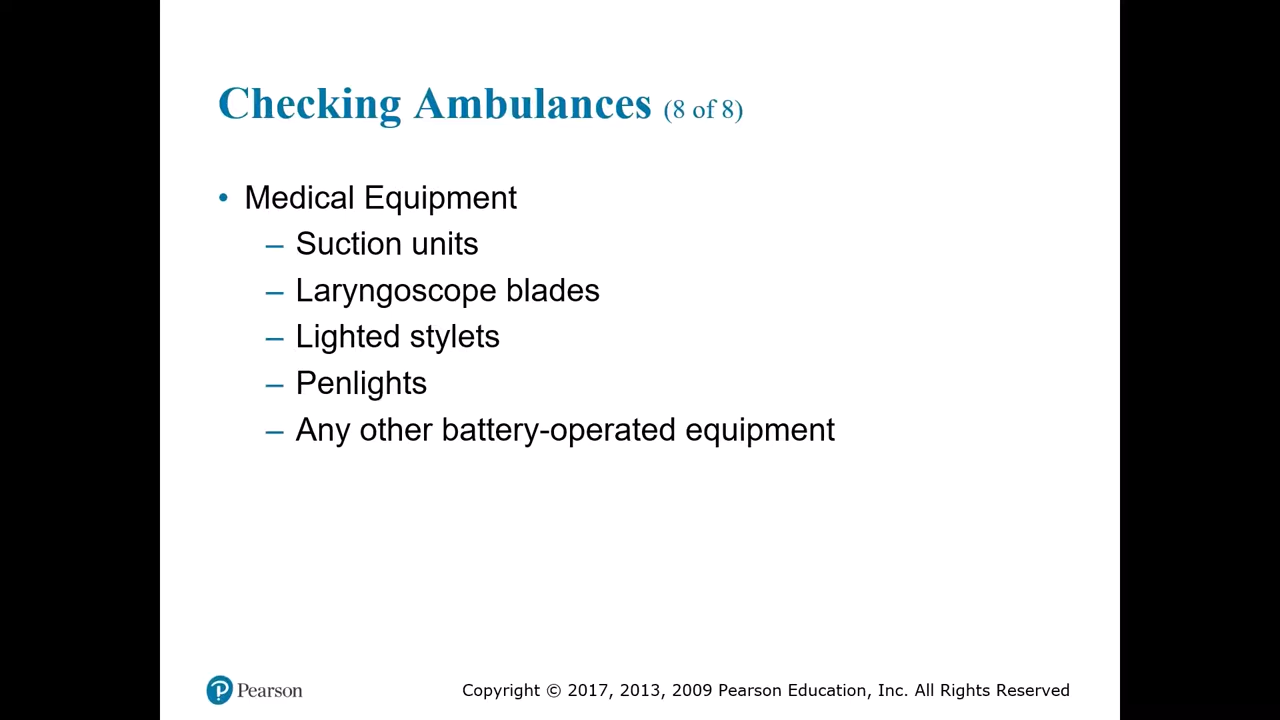 Checking Ambulances (8 of 8)
• Medical Equipment
– Suction units
– Laryngoscope blades
– Lighted stylets
– Penlights
– Any other battery-operated equipment
Pearson
Copyright © 2017, 2013, 2009 Pearson Education, Inc. All Rights Reserved